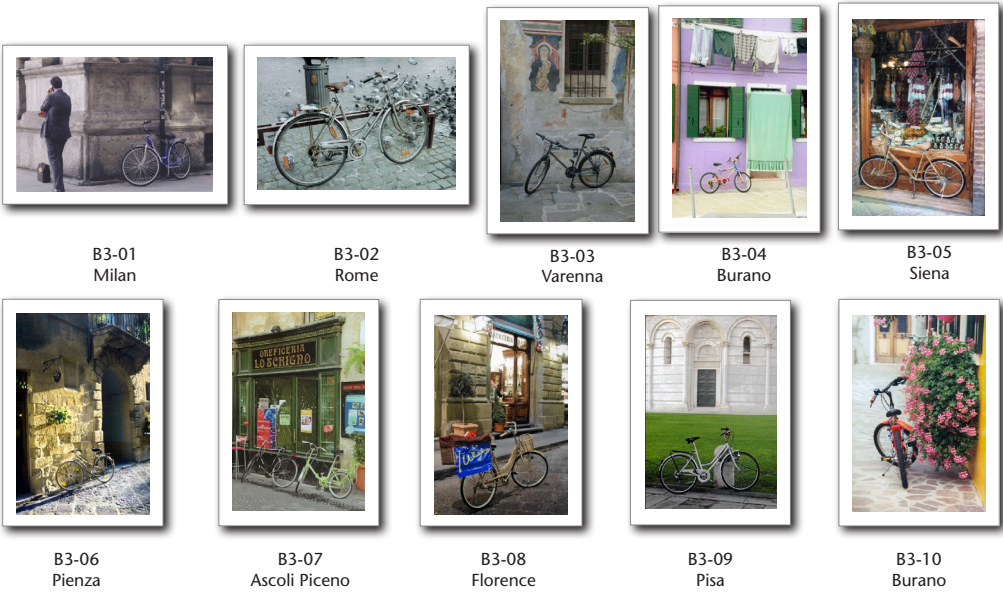 B3-01
Milan
B3-02
Rome
B3-03
Varenna
B3-04
Burano
B3-05
Siena
OREFICERIA
LO SCRIGNO
B3-06
Pienza
B3-07
Ascoli Piceno
B3-08
Florence
B3-09
Pisa
B3-10
Burano